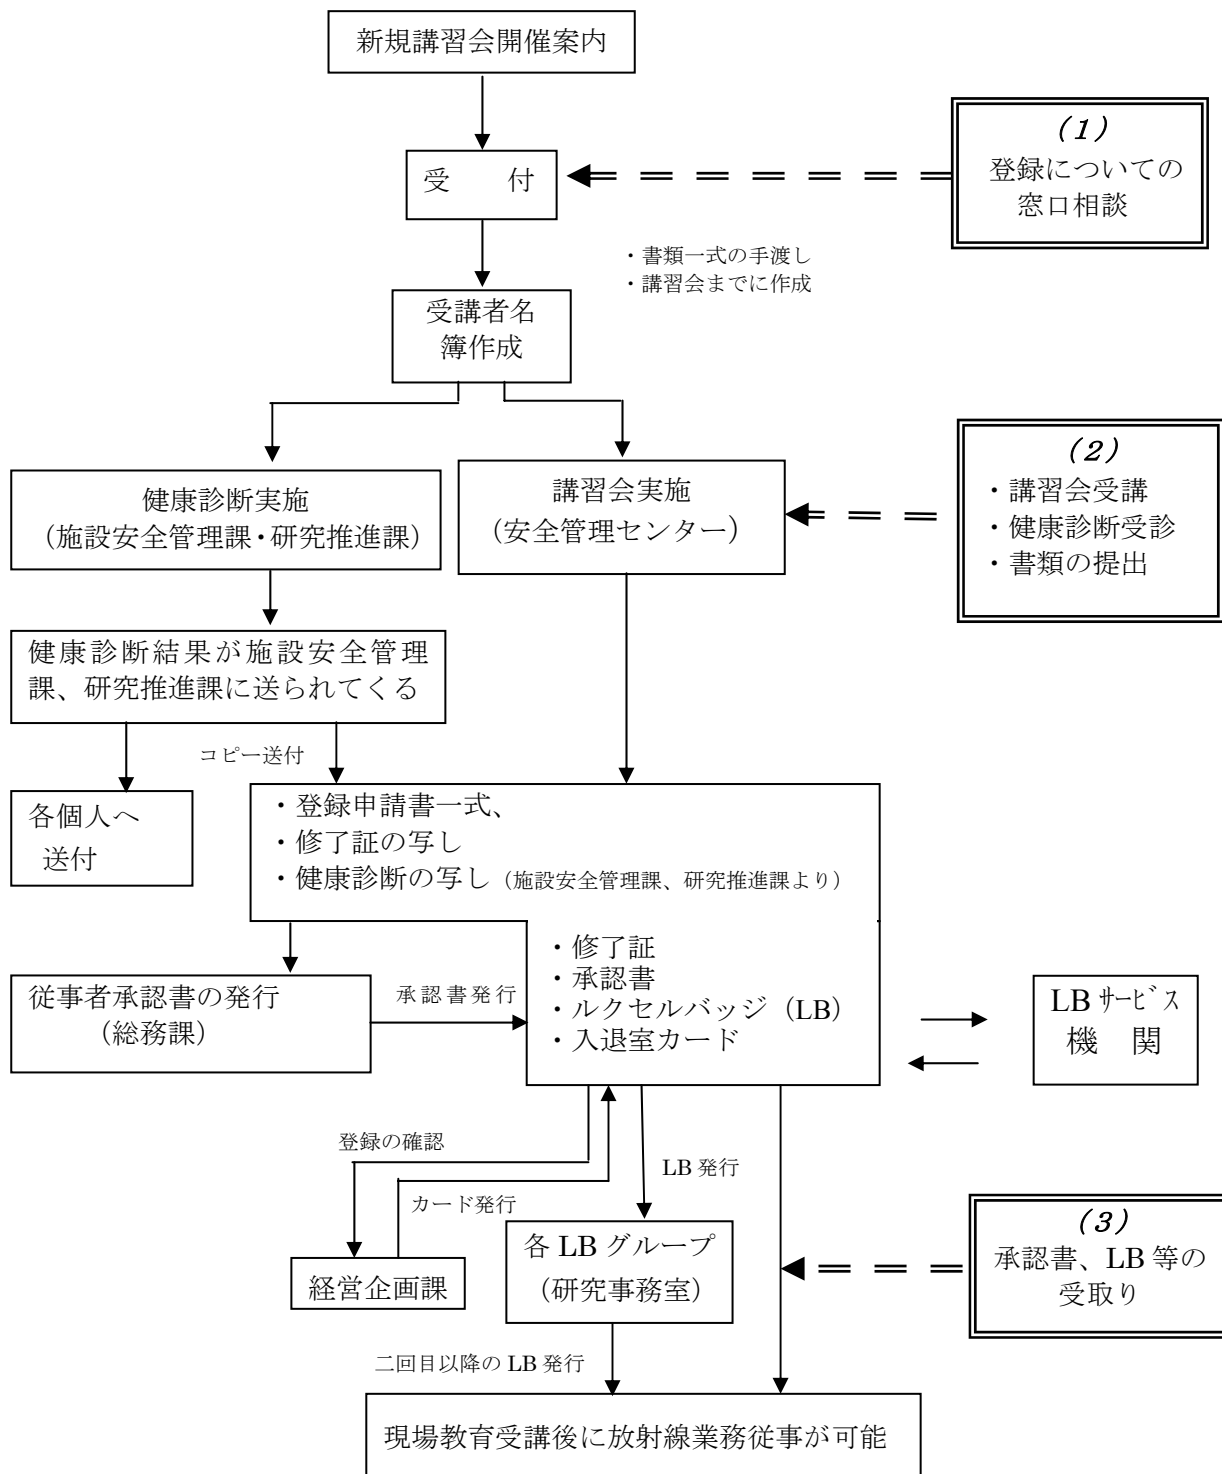 新規講習会開催案内
受　付
(1)
登録についての
窓口相談
・書類一式の手渡し
・講習会までに作成
受講者名
簿作成
健康診断実施
（施設安全管理課・研究推進課）
講習会実施
（安全管理センター）
(2)
・講習会受講
・健康診断受診
・書類の提出
健康診断結果が施設安全管理
課、研究推進課に送られてくる
コピー送付
各個人へ
送付
・登録申請書一式、
・修了証の写し
・健康診断の写し（施設安全管理課、研究推進課より）
・修了証
・承認書
・ルクセルバッジ（LB）
・入退室カード
従事者承認書の発行
（総務課）
承認書発行
LB ｻｰﾋﾞｽ
機　関
登録の確認
カード発行
LB 発行
経営企画課
各 LB グループ
（研究事務室）
(3)
承認書、LB 等の
受取り
二回目以降の LB 発行
現場教育受講後に放射線業務従事が可能